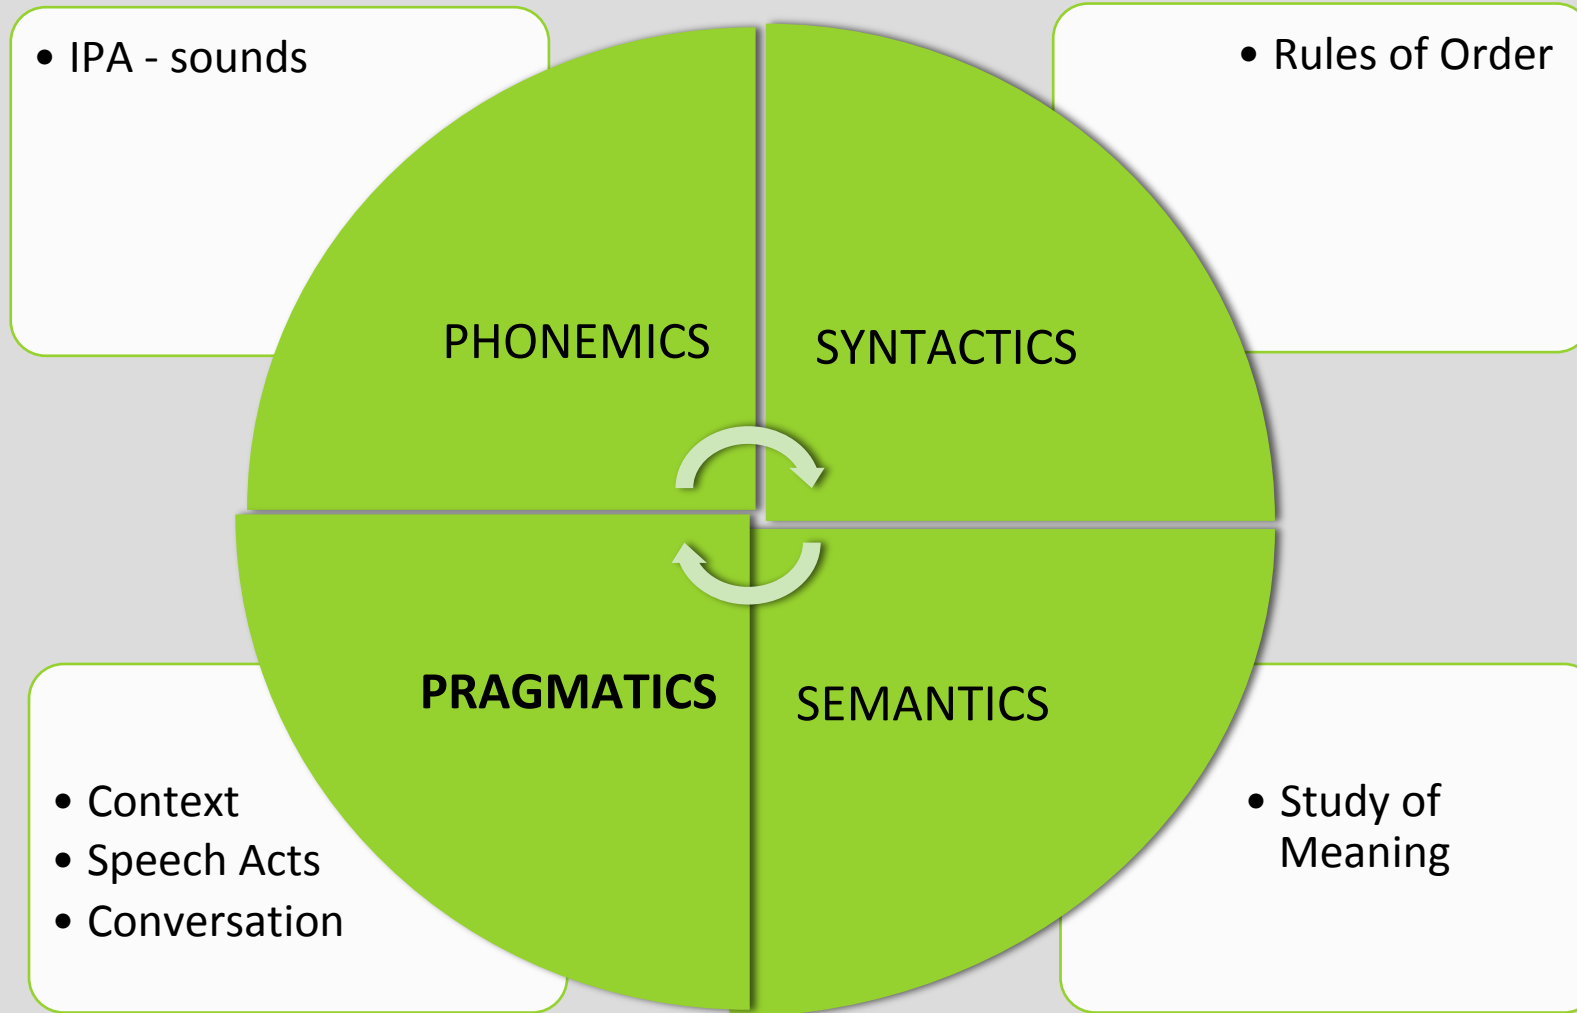 • IPA - sounds
• Rules of Order
PHONEMICS
SYNTACTICS
PRAGMATICS
SEMANTICS
• Context
• Speech Acts
• Conversation
• Study of
Meaning